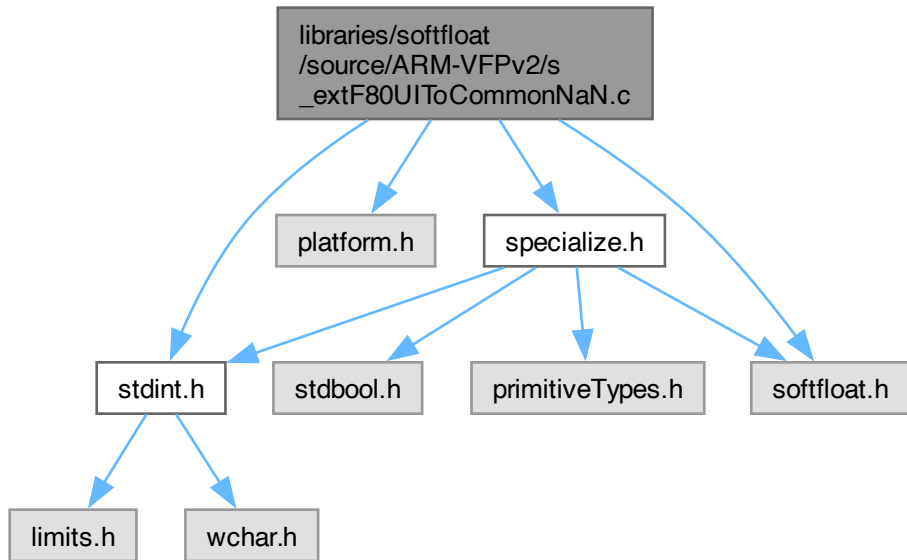 libraries/softfloat
/source/ARM-VFPv2/s
_extF80UIToCommonNaN.c
platform.h
specialize.h
stdint.h
stdbool.h
primitiveTypes.h
softfloat.h
limits.h
wchar.h